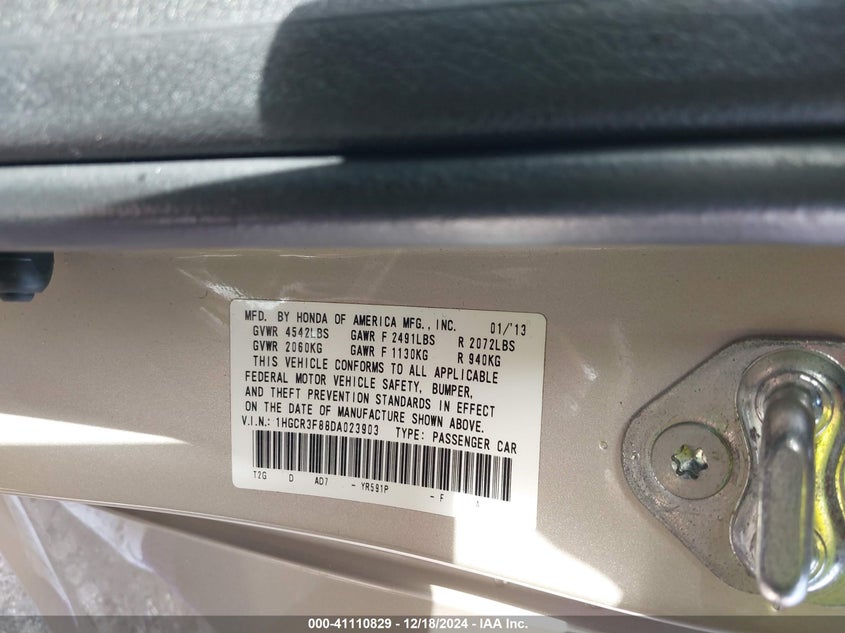 MFD. BY HONDA OF AMERICA MFG., INC. 01/'13
GVWR 4542LBS GAWR F 2491LBS R 2072LBS
GVWR 2060KG GAWR F 1130KG R 940KG
THIS VEHICLE CONFORMS TO ALL APPLICABLE
FEDERAL MOTOR VEHICLE SAFETY, BUMPER,
AND THEFT PREVENTION STANDARDS IN EFFECT
ON THE DATE OF MANUFACTURE SHOWN ABOVE.
V.I.N.: 1HGCR3F88DA023903 TYPE: PASSENGER CAR
T2G D AD7 - YR591P - F A
000-41110829 - 12/18/2024 - IAA Inc.